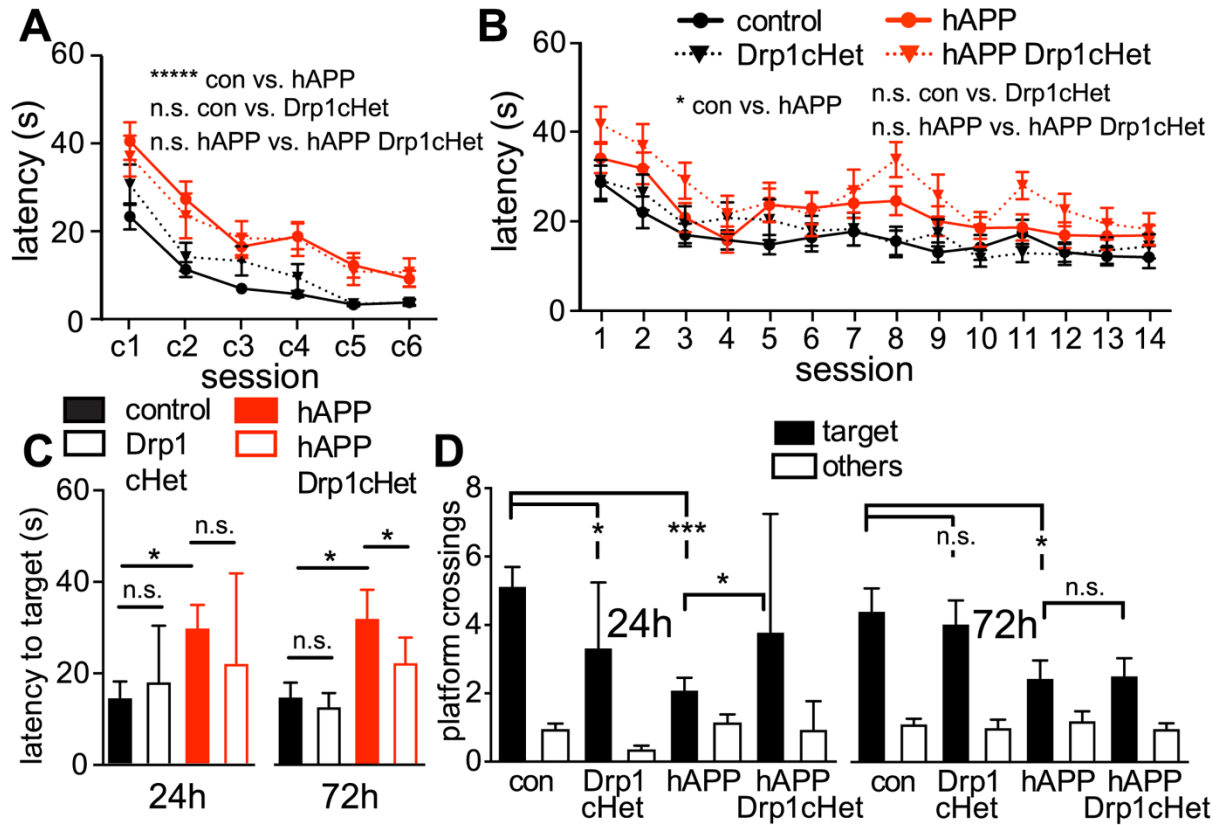 A
latency (s)
60
40
20
0
***** con vs. hAPP
n.s. con vs. Drp1cHet
n.s. hAPP vs. hAPP Drp1cHet
c1 c2 c3 c4 c5 c6
session
B
control
hAPP
Drp1cHet
hAPP Drp1cHet
latency (s)
60
40
20
0
* con vs. hAPP
n.s. con vs. Drp1cHet
n.s. hAPP vs. hAPP Drp1cHet
1 2 3 4 5 6 7 8 9 10 11 12 13 14
session
C
control
hAPP
Drp1
cHet
hAPP
Drp1cHet
latency to target (s)
60
40
20
0
n.s.
*
n.s.
n.s.
*
*
24h
72h
D
target
others
platform crossings
8
6
4
2
0
*
***
*
24h
n.s.
*
n.s.
72h
con
Drp1
cHet
hAPP
hAPP
Drp1cHet
con
Drp1
cHet
hAPP
hAPP
Drp1cHet